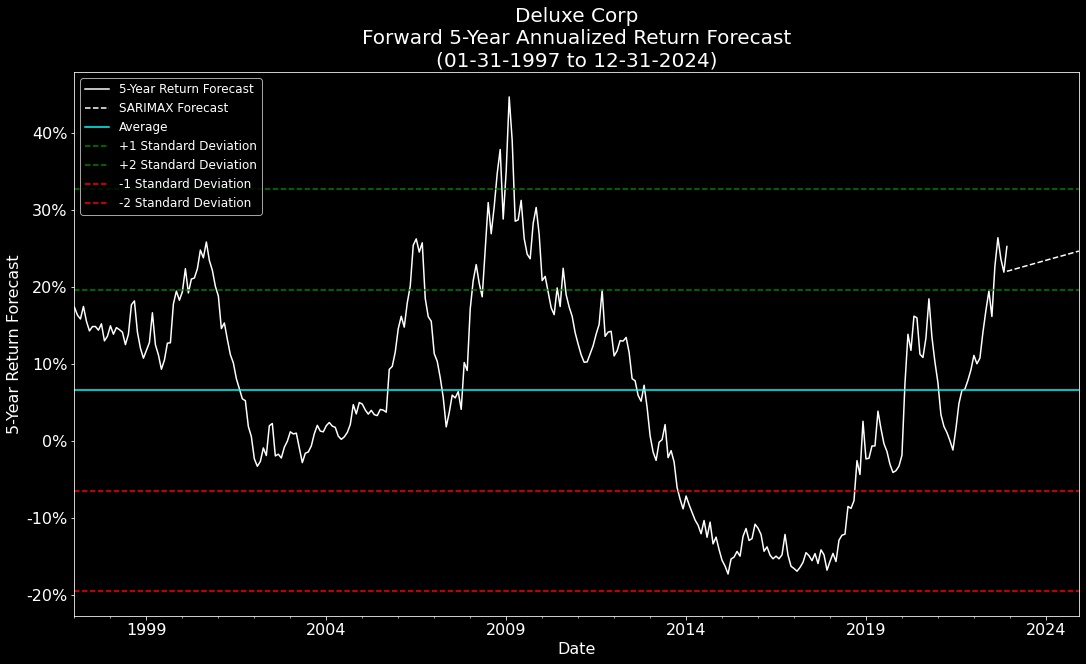 Deluxe Corp
Forward 5-Year Annualized Return Forecast
(01-31-1997 to 12-31-2024)
5-Year Return Forecast
SARIMAX Forecast
Average
+1 Standard Deviation
+2 Standard Deviation
-1 Standard Deviation
-2 Standard Deviation
40%
30%
20%
10%
0%
-10%
-20%
5-Year Return Forecast
1999
2004
2009
2014
2019
2024
Date